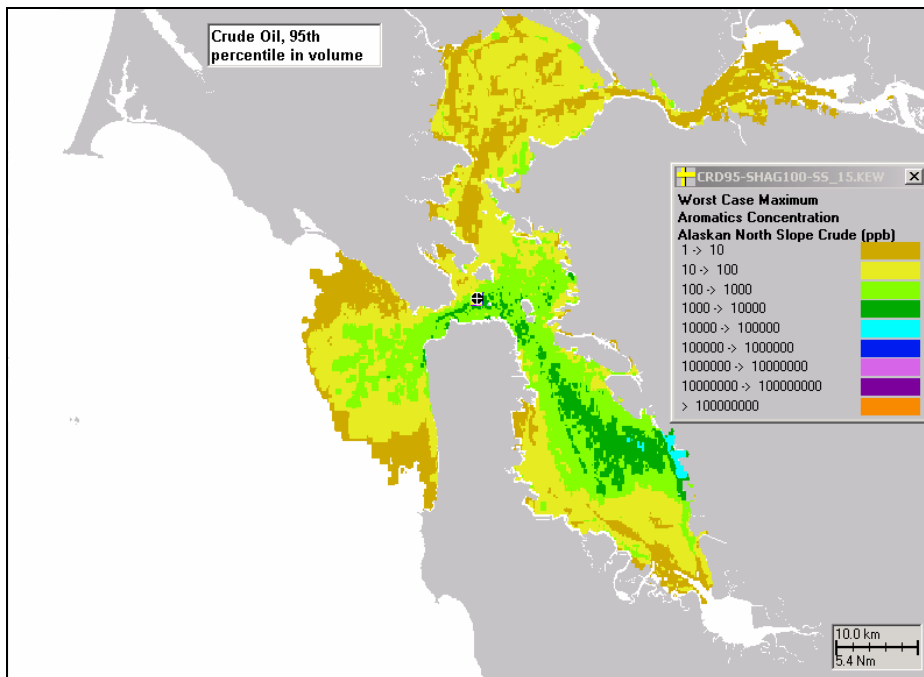 Crude Oil, 95th
percentile in volume
CRD95-SHAG100-SS_15.KEW
Worst Case Maximum
Aromatics Concentration
Alaskan North Slope Crude (ppb)
1 -> 10
10 -> 100
100 -> 1000
1000 -> 10000
10000 -> 100000
100000 -> 1000000
1000000 -> 10000000
10000000 -> 100000000
> 100000000
10.0 km
5.4 Nm